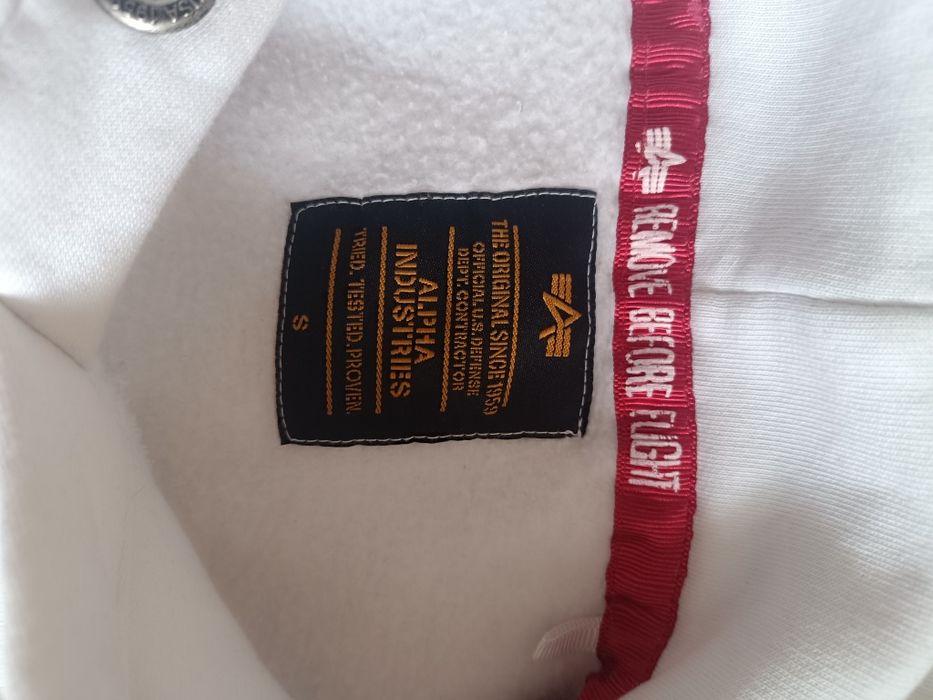 REMOVE BEFORE FLIGHT
THE ORIGINAL SINCE 1959
OFFICIAL U.S. DEFENSE
DEPT. CONTRACTOR
ALPHA
INDUSTRIES
TRIED. TESTED. PROVEN.
S